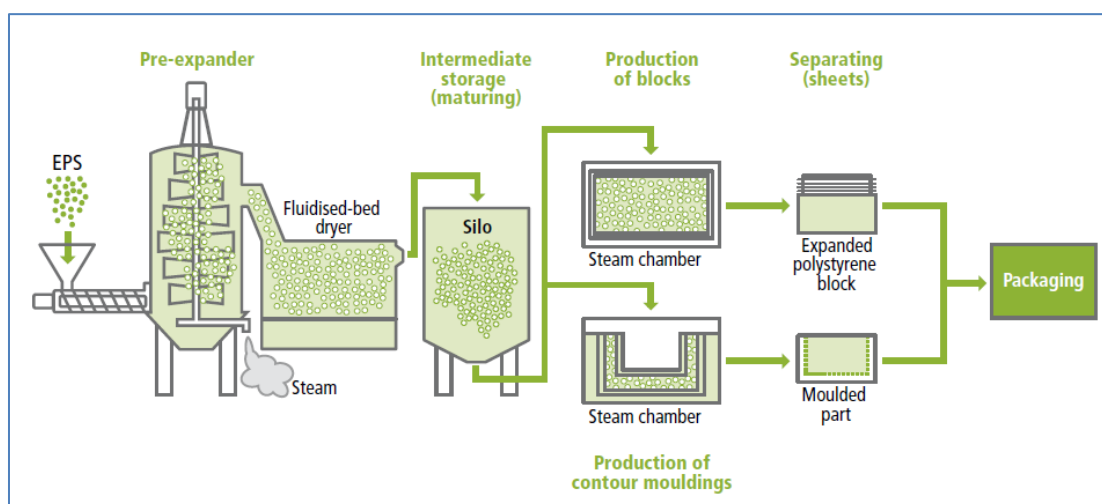 Pre-expander
Intermediate
storage
(maturing)
Production
of blocks
Separating
(sheets)
EPS
Fluidised-bed
dryer
Silo
Steam
Steam chamber
Expanded
polystyrene
block
Packaging
Steam chamber
Moulded
part
Production of
contour mouldings